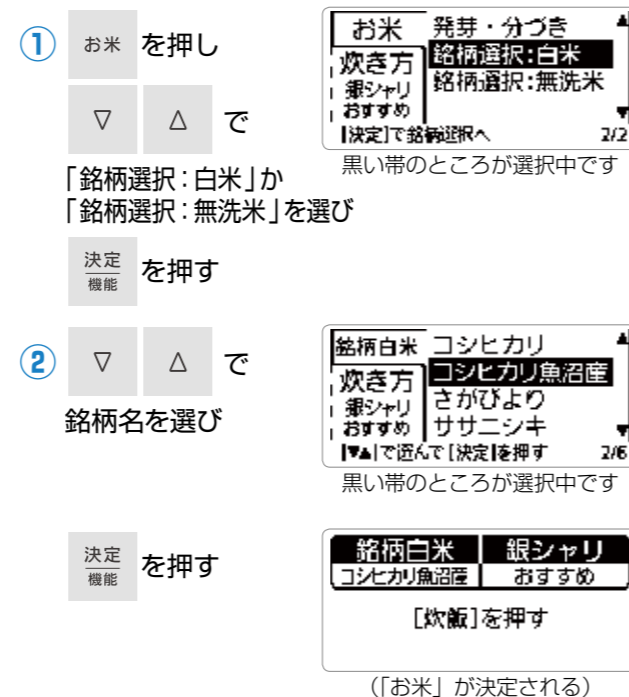 ① お米 を押し
▽ △ で
「銘柄選択:白米」か
「銘柄選択:無洗米」を選び
決定
機能 を押す
お米 発芽・分づき ▲
炊き方 銘柄選択:白米
銀シャリ 銘柄選択:無洗米
おすすめ ▼
[決定]で銘柄選択へ 2/2
黒い帯のところが選択中です
② ▽ △ で
銘柄名を選び
銘柄白米 コシヒカリ ▲
炊き方 コシヒカリ魚沼産
銀シャリ さがびより
おすすめ ササニシキ ▼
[▼▲]で選んで[決定]を押す 2/6
黒い帯のところが選択中です
決定
機能 を押す
銘柄白米 銀シャリ
コシヒカリ魚沼産 おすすめ
[炊飯]を押す
(「お米」が決定される)